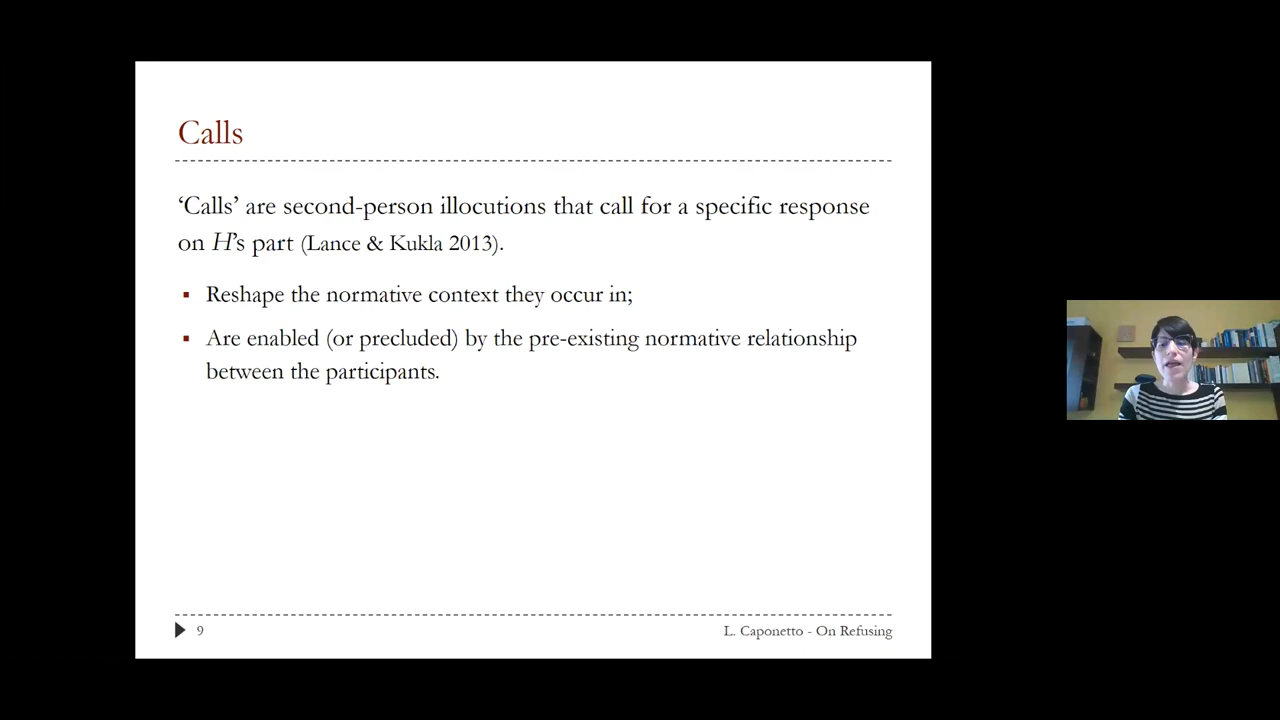 Calls
‘Calls’ are second-person illocutions that call for a specific response
on H’s part (Lance & Kukla 2013).
▪ Reshape the normative context they occur in;
▪ Are enabled (or precluded) by the pre-existing normative relationship
between the participants.
9
L. Caponetto - On Refusing